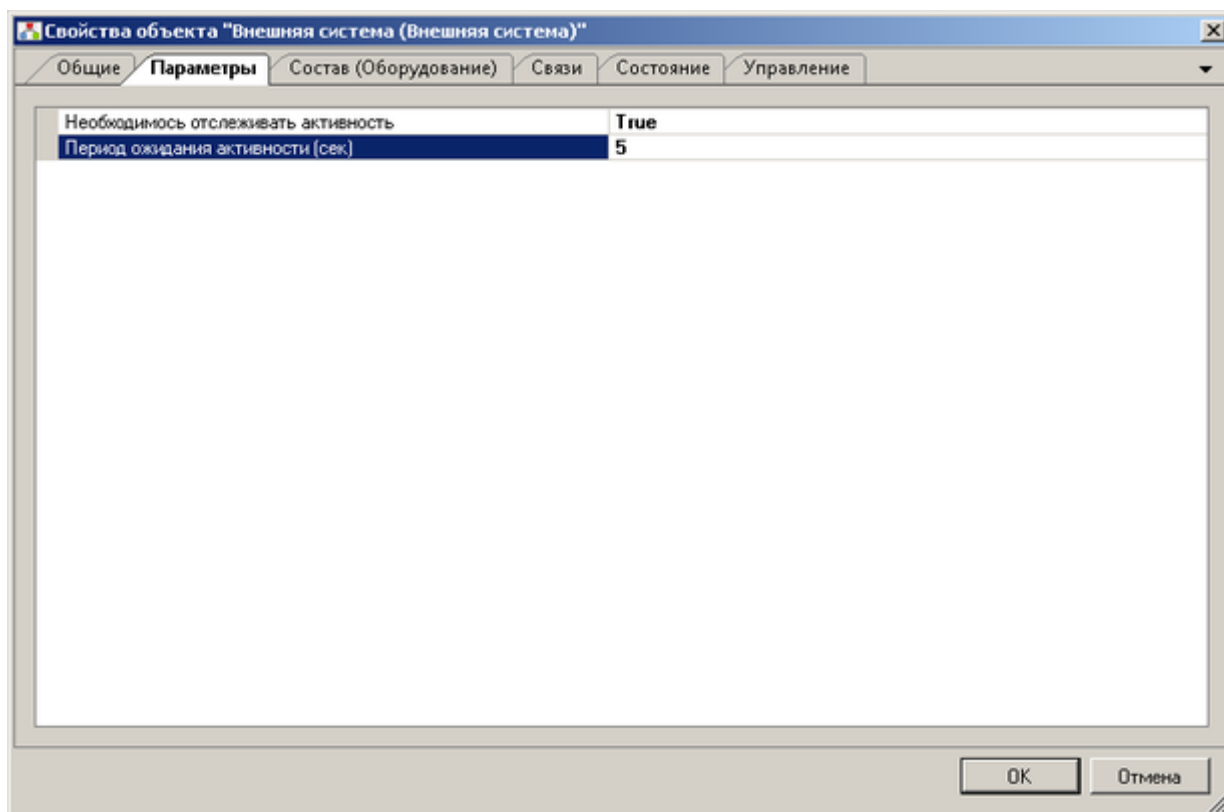 Свойства объекта "Внешняя система (Внешняя система)"
Общие Параметры Состав (Оборудование) Связи Состояние Управление
Необходимось отслеживать активность True
Период ожидания активности (сек.) 5
OK Отмена